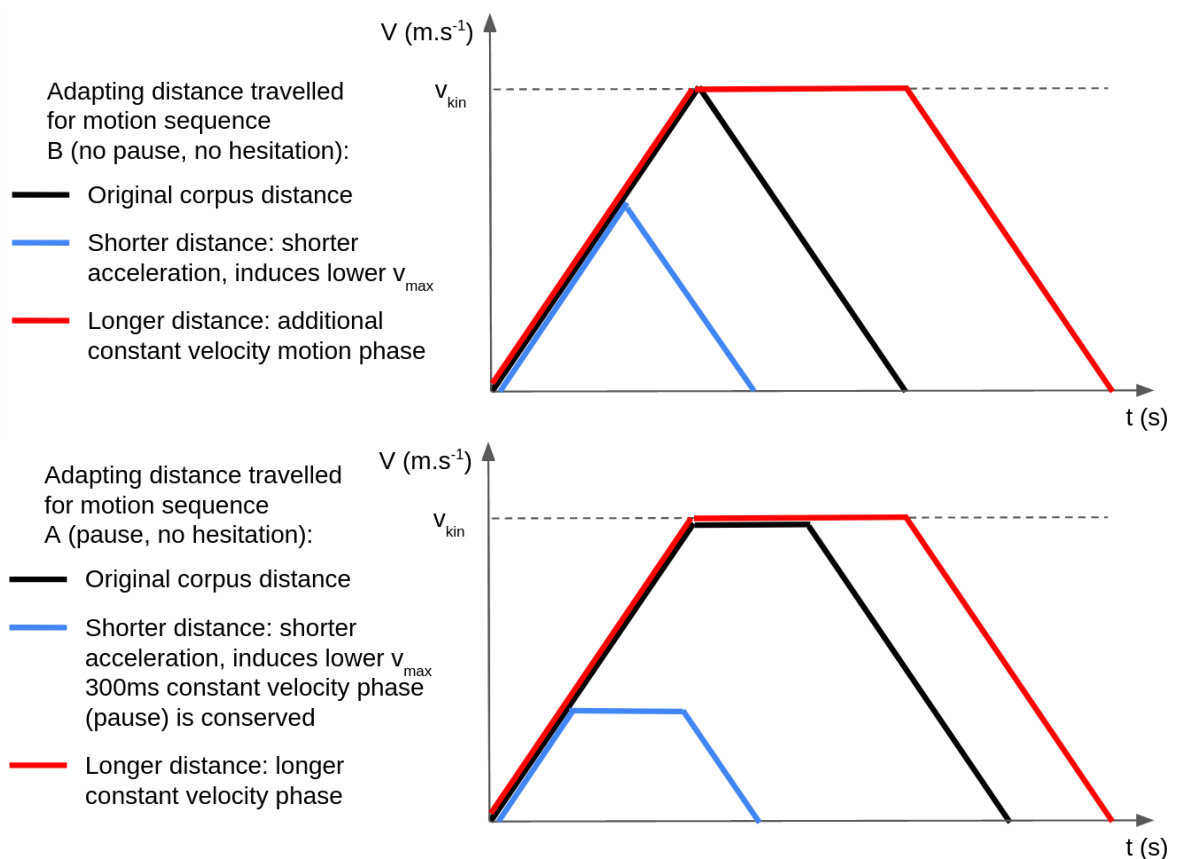 V (m.s-1)
vkin
Adapting distance travelled
for motion sequence
B (no pause, no hesitation):
Original corpus distance
Shorter distance: shorter
acceleration, induces lower vmax
Longer distance: additional
constant velocity motion phase
t (s)
V (m.s-1)
vkin
Adapting distance travelled
for motion sequence
A (pause, no hesitation):
Original corpus distance
Shorter distance: shorter
acceleration, induces lower vmax
300ms constant velocity phase
(pause) is conserved
Longer distance: longer
constant velocity phase
t (s)